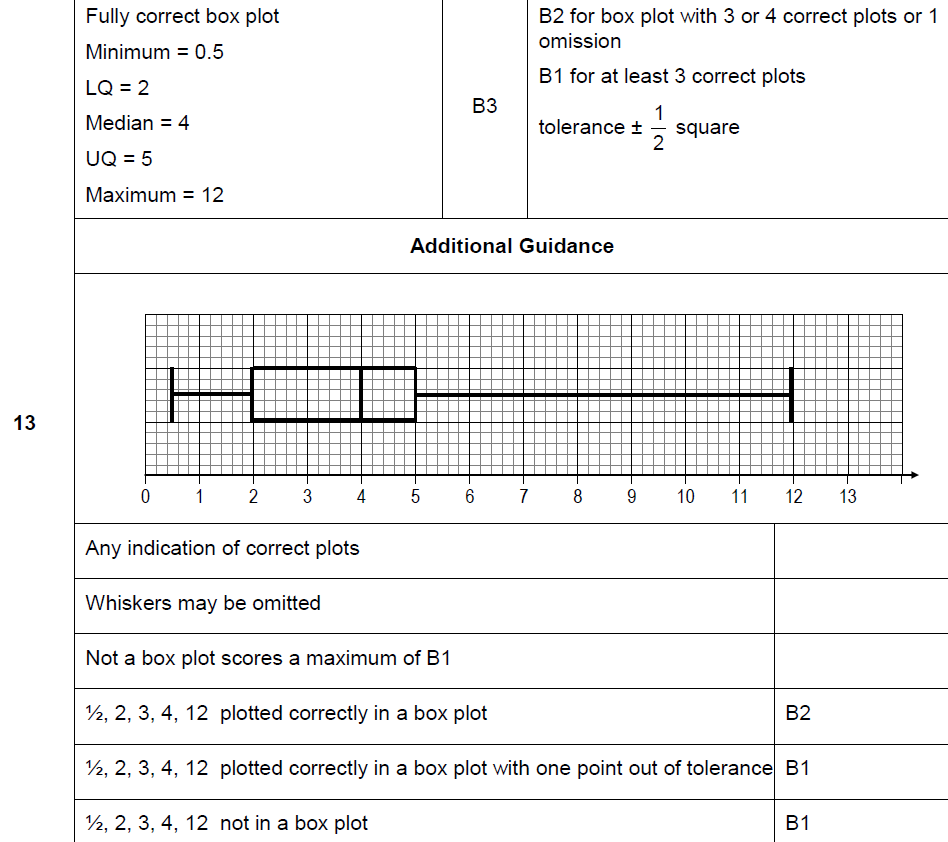 Fully correct box plot
Minimum = 0.5
LQ = 2
Median = 4
UQ = 5
Maximum = 12
B3
B2 for box plot with 3 or 4 correct plots or 1
omission
B1 for at least 3 correct plots
tolerance ± 1/2 square
Additional Guidance
13
0 1 2 3 4 5 6 7 8 9 10 11 12 13
Any indication of correct plots
Whiskers may be omitted
Not a box plot scores a maximum of B1
½, 2, 3, 4, 12 plotted correctly in a box plot B2
½, 2, 3, 4, 12 plotted correctly in a box plot with one point out of tolerance B1
½, 2, 3, 4, 12 not in a box plot B1